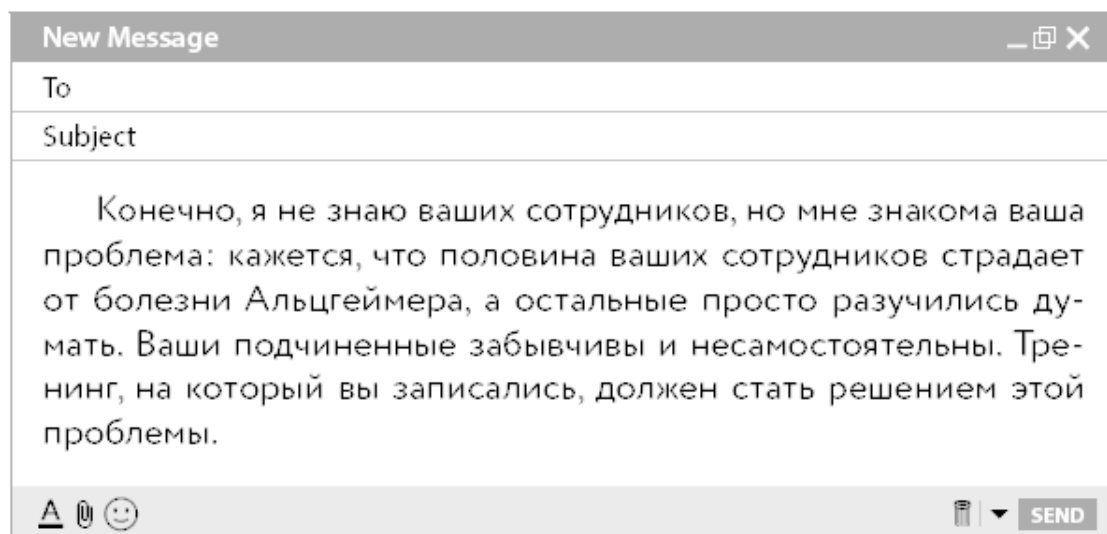 New Message
To
Subject
Конечно, я не знаю ваших сотрудников, но мне знакома ваша
проблема: кажется, что половина ваших сотрудников страдает
от болезни Альцгеймера, а остальные просто разучились ду-
мать. Ваши подчиненные забывчивы и несамостоятельны. Тре-
нинг, на который вы записались, должен стать решением этой
проблемы.
A
SEND